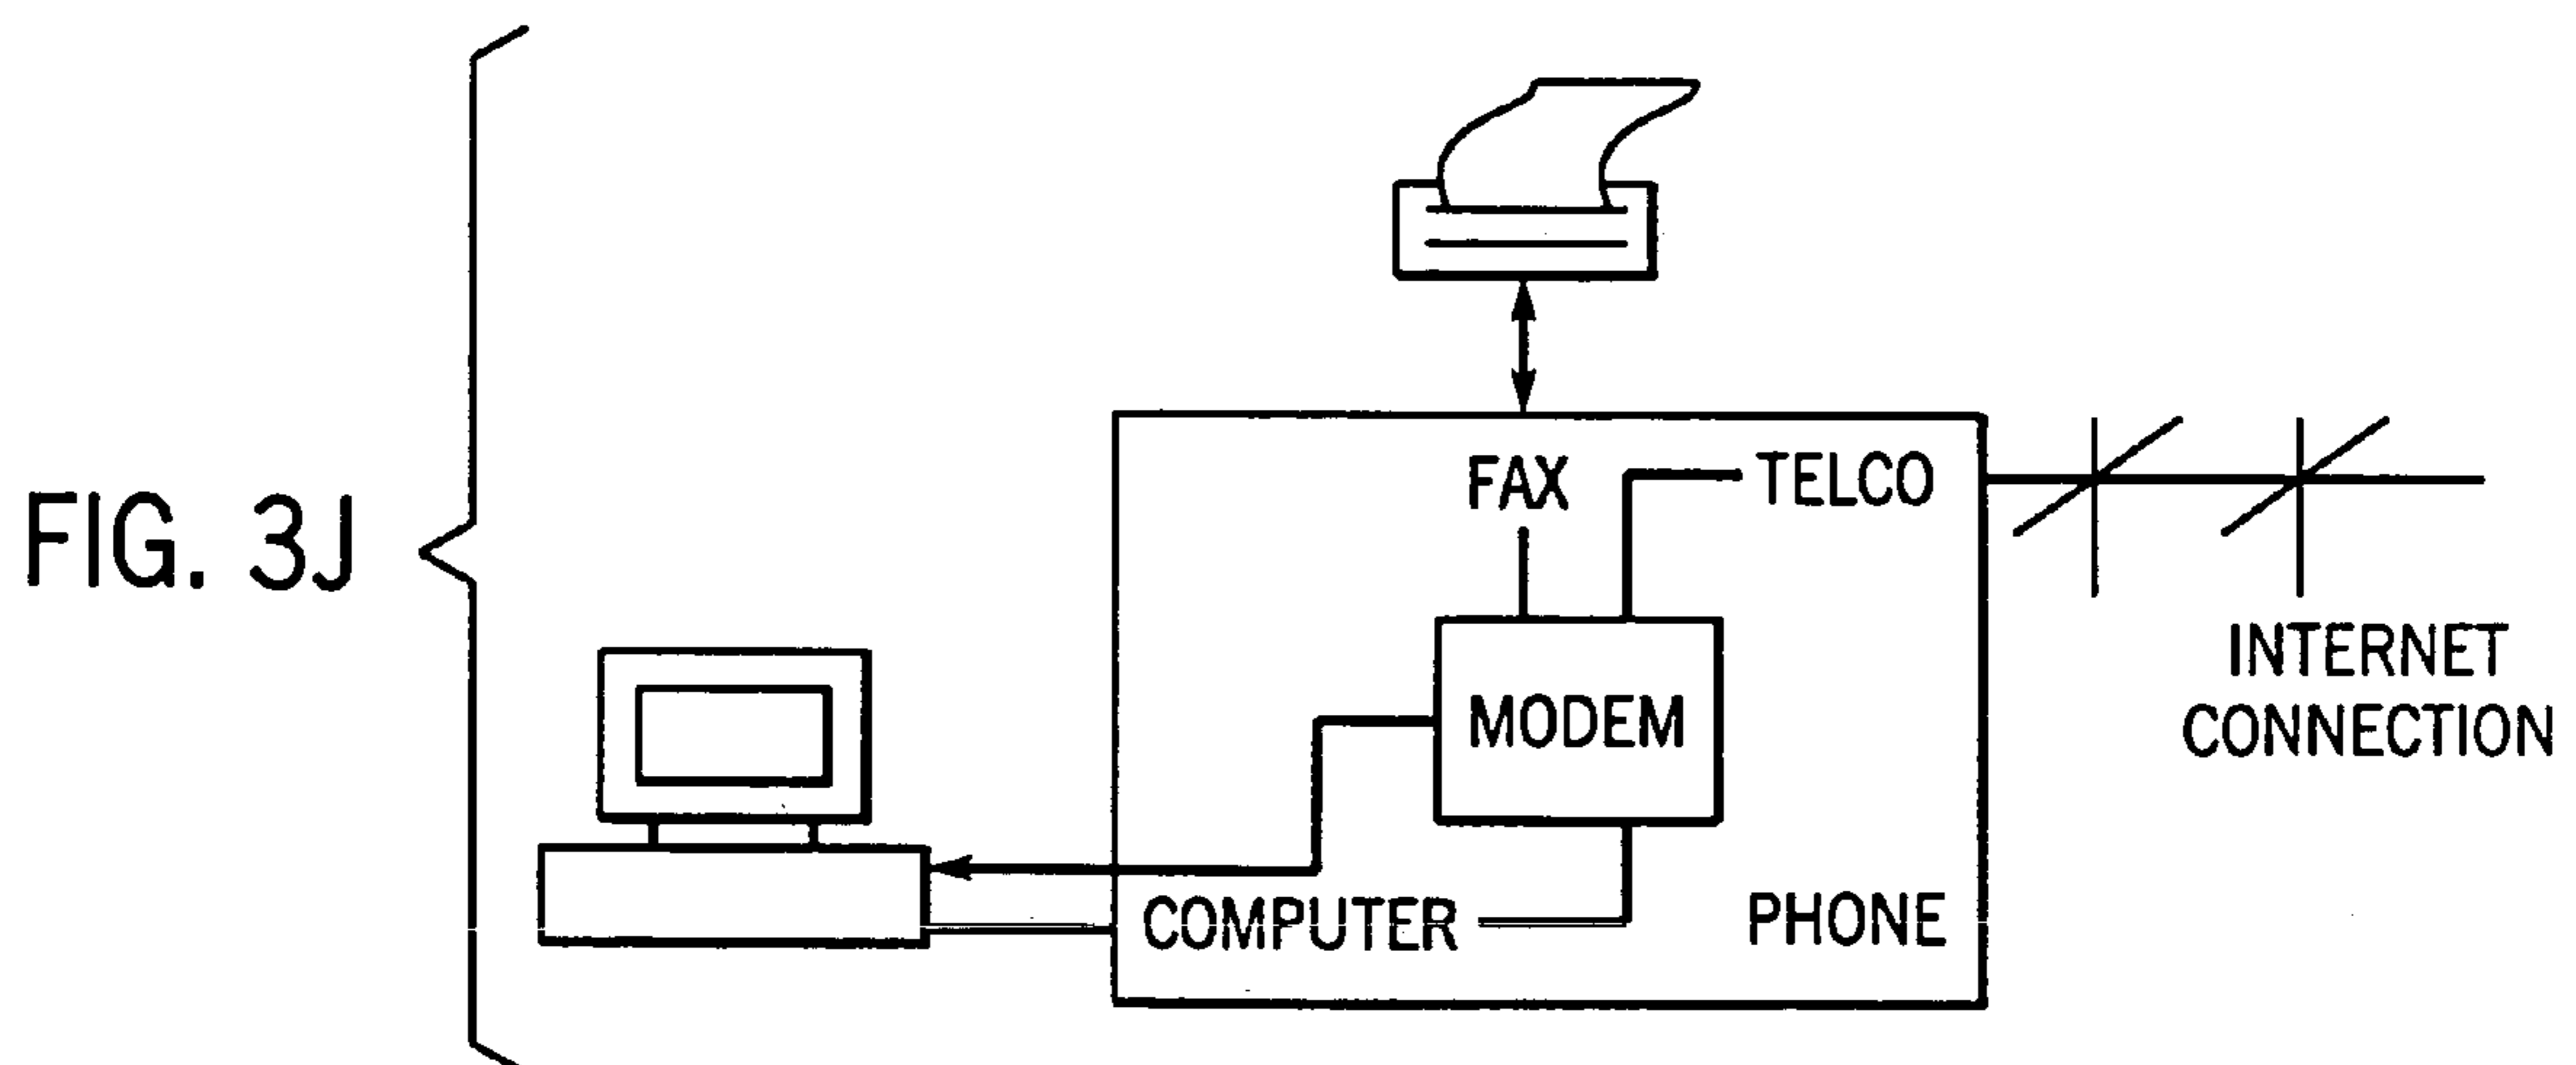 FIG. 3J
FAX
TELCO
INTERNET
CONNECTION
MODEM
COMPUTER
PHONE